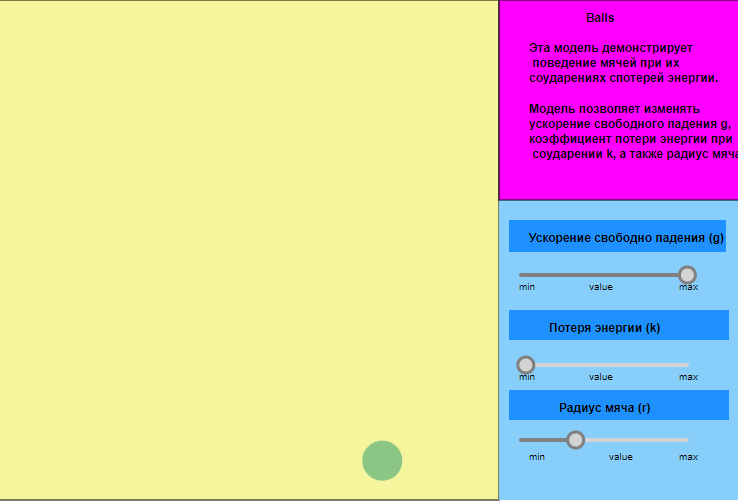 Balls
Эта модель демонстрирует
поведение мячей при их
соударениях спотерей энергии.
Модель позволяет изменять
ускорение свободного падения g,
коэффициент потери энергии при
соударении k, а также радиус мяча
Ускорение свободно падения (g)
min value max
Потеря энергии (k)
min value max
Радиус мяча (r)
min value max